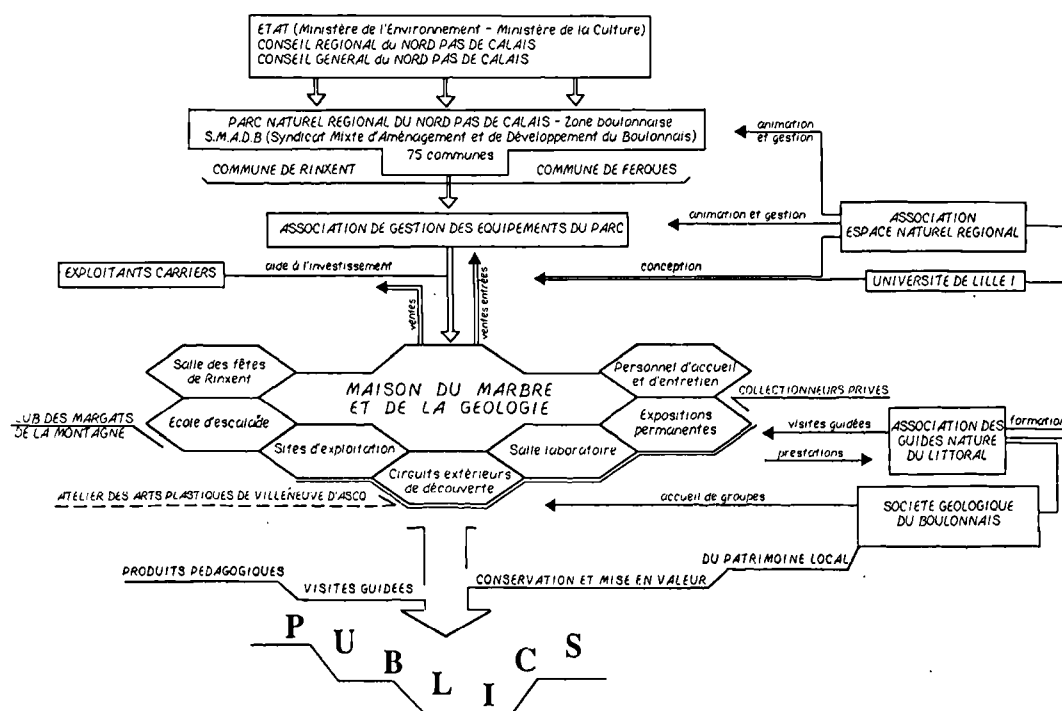 ETAT (Ministère de l'Environnement - Ministère de la Culture)
CONSEIL REGIONAL du NORD PAS DE CALAIS
CONSEIL GENERAL du NORD PAS DE CALAIS
PARC NATUREL REGIONAL DU NORD PAS DE CALAIS - Zone boulonnaise
S.M.A.D.B (Syndicat Mixte d'Aménagement et de Développement du Boulonnais)
75 communes
COMMUNE DE RINXENT
COMMUNE DE FERQUES
animation
et gestion
ASSOCIATION DE GESTION DES EQUIPEMENTS DU PARC
animation et gestion
ASSOCIATION
ESPACE NATUREL REGIONAL
EXPLOITANTS CARRIERS
aide à l'investissement
conception
UNIVERSITE DE LILLE I
ventes
ventes entrées
Salle des fêtes
de Rinxent
MAISON DU MARBRE
ET DE LA GEOLOGIE
Personnel d'accueil
et d'entretien
COLLECTIONNEURS PRIVES
UB DES MARGATS
DE LA MONTAGNE
Ecole d'escalade
Expositions
permanentes
Sites d'exploitation
Salle laboratoire
Circuits extérieurs
de découverte
visites guidées
prestations
ASSOCIATION DES
GUIDES NATURE
DU LITTORAL
formation
ATELIER DES ARTS PLASTIQUES DE VILLENEUVE D'ASCQ
accueil de groupes
SOCIETE GEOLOGIQUE
DU BOULONNAIS
PRODUITS PEDAGOGIQUES
VISITES GUIDEES
CONSERVATION ET MISE EN VALEUR
DU PATRIMOINE LOCAL
PUBLICS